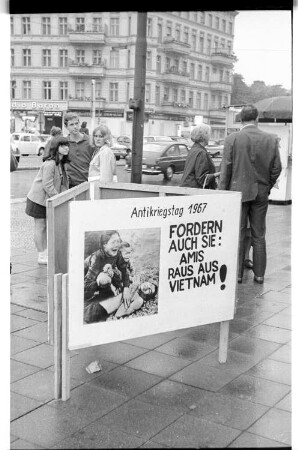 Antikriegstag 1967
FORDERN
AUCH SIE:
AMIS
RAUS AUS
VIETNAM!